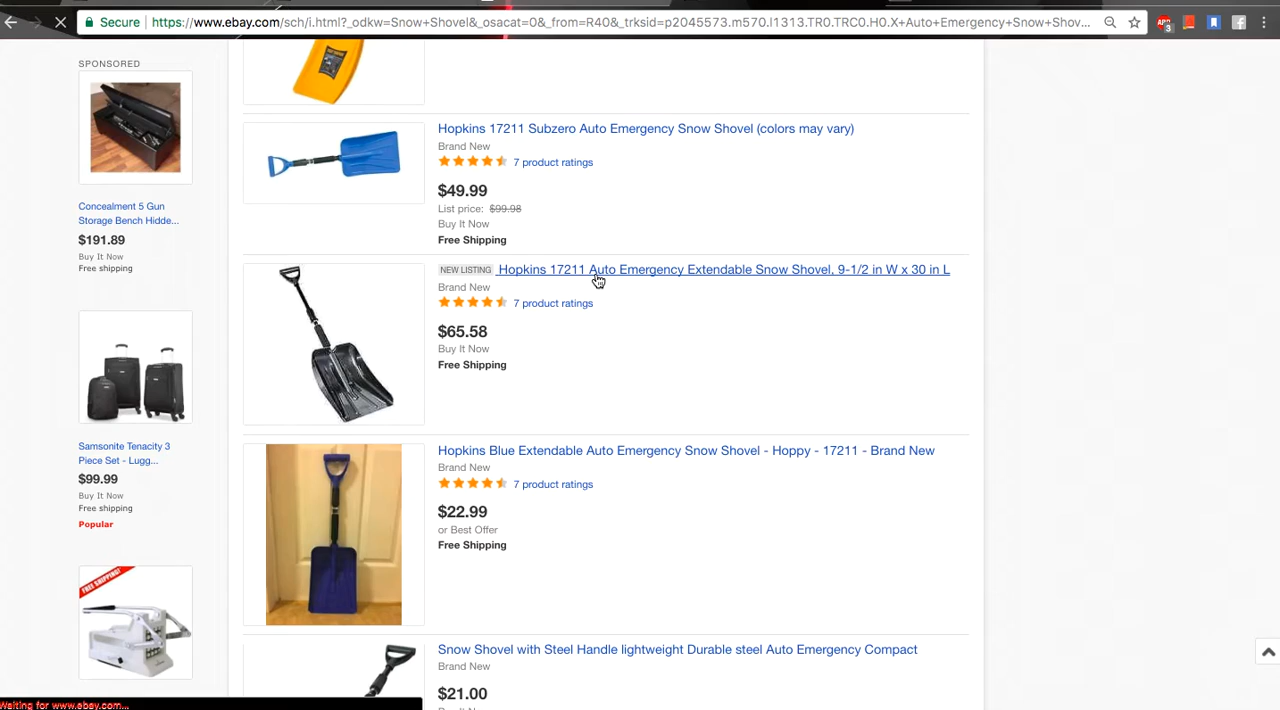 Secure
https://www.ebay.com/sch/i.html?_odkw=Snow+Shovel&_osacat=0&_from=R40&_trksid=p2045573.m570.l1313.TR0.TRC0.H0.X+Auto+Emergency+Snow+Shov...
3
SPONSORED
Concealment 5 Gun
Storage Bench Hidde...
$191.89
Buy It Now
Free shipping
Samsonite Tenacity 3
Piece Set - Lugg...
$99.99
Buy It Now
Free shipping
Popular
FREE SHIPPING!
Hopkins 17211 Subzero Auto Emergency Snow Shovel (colors may vary)
Brand New
7 product ratings
$49.99
List price: $99.98
Buy It Now
Free Shipping
NEW LISTING Hopkins 17211 Auto Emergency Extendable Snow Shovel, 9-1/2 in W x 30 in L
Brand New
7 product ratings
$65.58
Buy It Now
Free Shipping
Hopkins Blue Extendable Auto Emergency Snow Shovel - Hoppy - 17211 - Brand New
Brand New
7 product ratings
$22.99
or Best Offer
Free Shipping
Snow Shovel with Steel Handle lightweight Durable steel Auto Emergency Compact
Brand New
$21.00
Waiting for www.ebay.com...